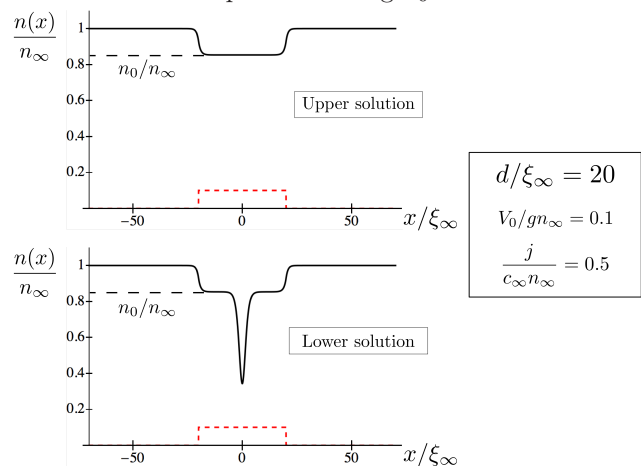 n(x)
n∞
1
n₀/n∞
0.8
0.6
0.4
0.2
−50
0
50
x/ξ∞
Upper solution
d/ξ∞ = 20
V₀/gn∞ = 0.1
j
c∞n∞
= 0.5
n(x)
n∞
1
0.8
n₀/n∞
0.6
0.4
0.2
−50
0
50
x/ξ∞
Lower solution